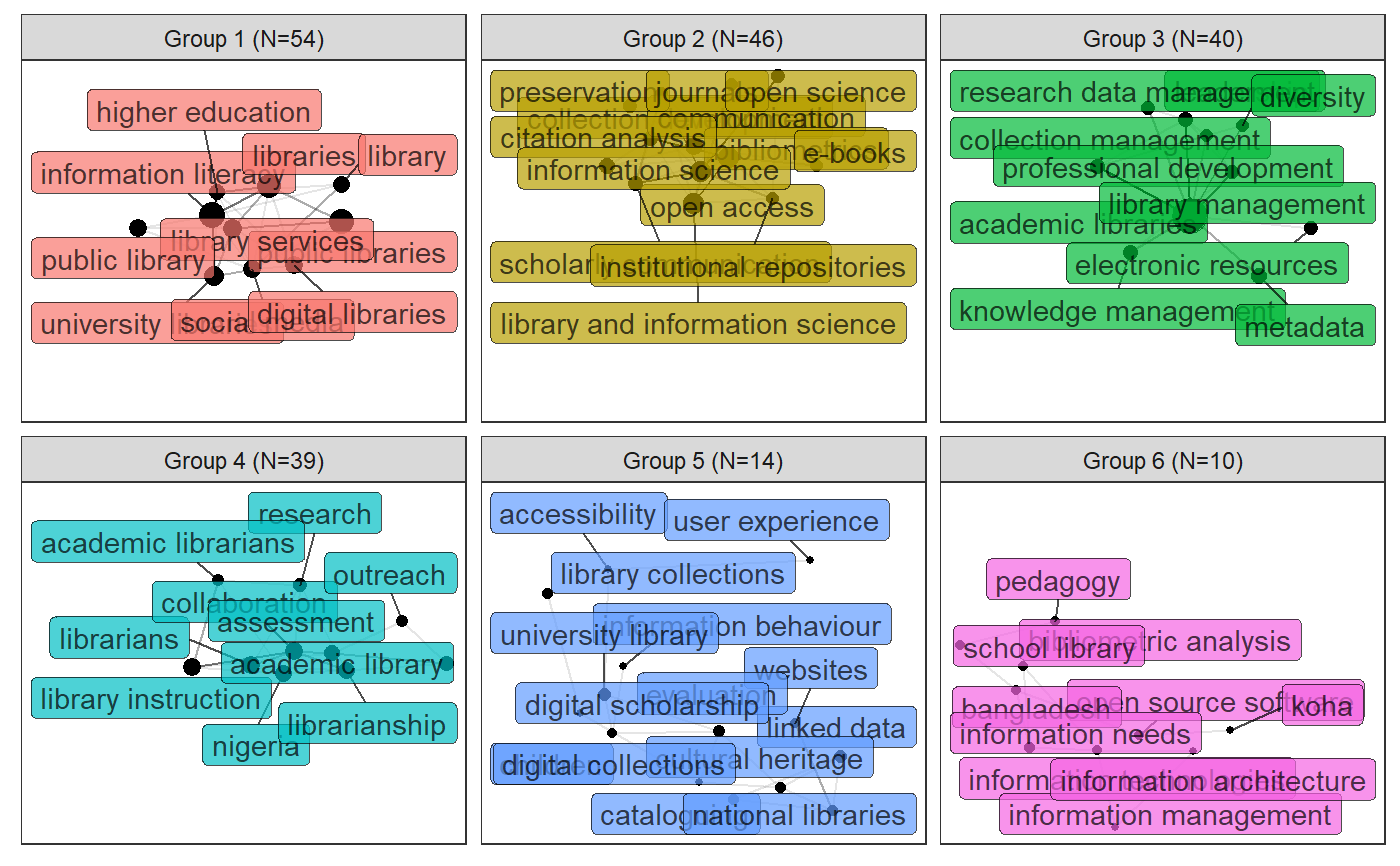 Group 1 (N=54)
higher education
libraries
library
information literacy
library services
public libraries
public library
university libraries
social media
digital libraries
Group 2 (N=46)
preservation
journals
open science
collection
communication
citation analysis
bibliometrics
e-books
information science
open access
scholarly communication
institutional repositories
library and information science
Group 3 (N=40)
research data management
diversity
collection management
professional development
library management
academic libraries
electronic resources
knowledge management
metadata
Group 4 (N=39)
research
academic librarians
outreach
collaboration
assessment
librarians
academic library
library instruction
librarianship
nigeria
Group 5 (N=14)
accessibility
user experience
library collections
information behaviour
university library
websites
evaluation
digital scholarship
linked data
cultural heritage
digital collections
cataloguing
national libraries
Group 6 (N=10)
pedagogy
bibliometric analysis
school library
open source software
koha
bangladesh
information needs
information technologies
information architecture
information management